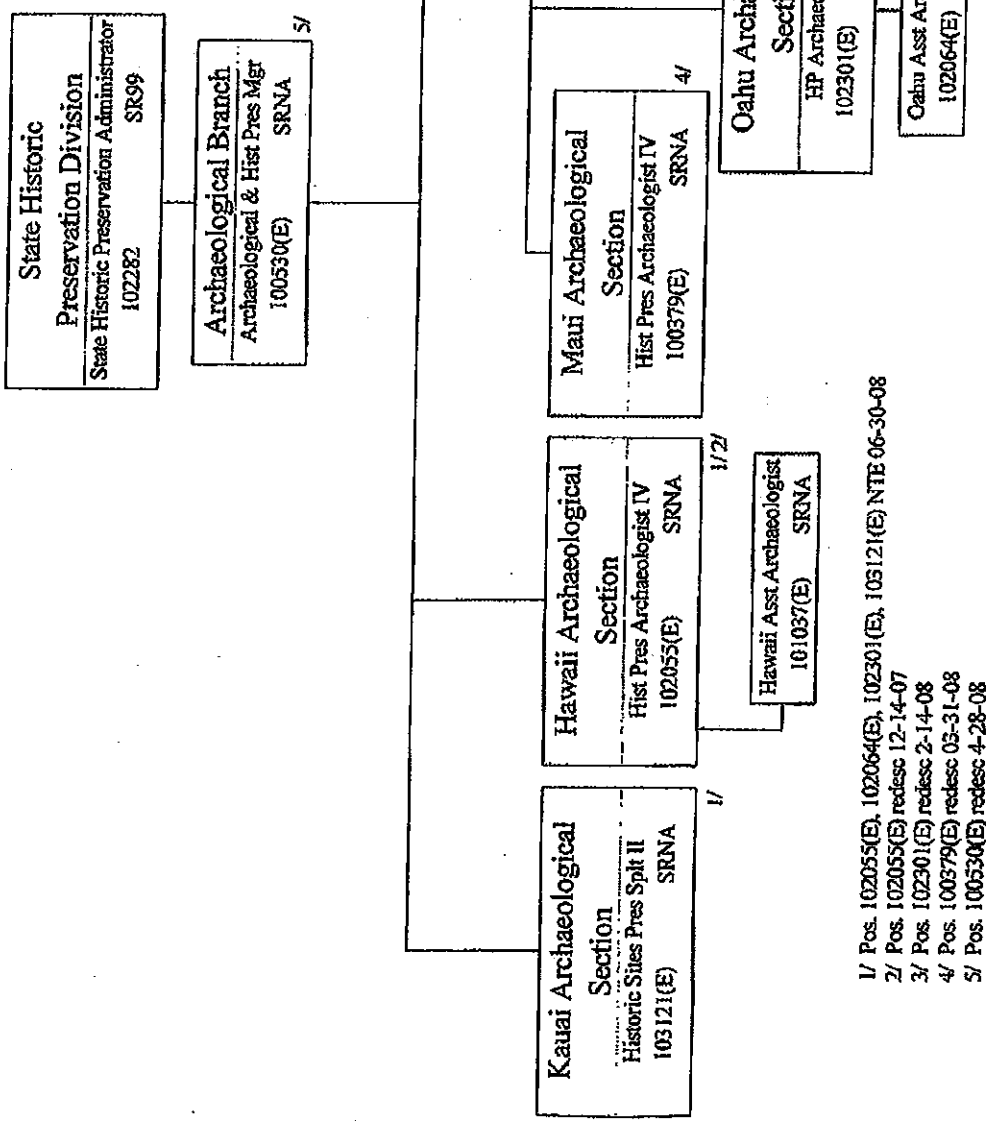 State Historic
Preservation Division
State Historic Preservation Administrator
102282 SR99
Archaeological Branch
Archaeological & Hist Pres Mgr
100530(E) SRNA
5/
Kauai Archaeological
Section
Historic Sites Pres Splt II
103121(E) SRNA
1/
Hawaii Archaeological
Section
Hist Pres Archaeologist IV
102055(E) SRNA
1/2/
Hawaii Asst Archaeologist
101037(E) SRNA
Maui Archaeological
Section
Hist Pres Archaeologist IV
100379(E) SRNA
4/
Oahu Archa
Secti
HP Archaeo
102301(E)
Oahu Asst Ar
102064(E)
1/ Pos. 102055(E), 102064(E), 102301(E), 103121(E) NTE 06-30-08
2/ Pos. 102055(E) redesc 12-14-07
3/ Pos. 102301(E) redesc 2-14-08
4/ Pos. 100379(E) redesc 03-31-08
5/ Pos. 100530(E) redesc 4-28-08